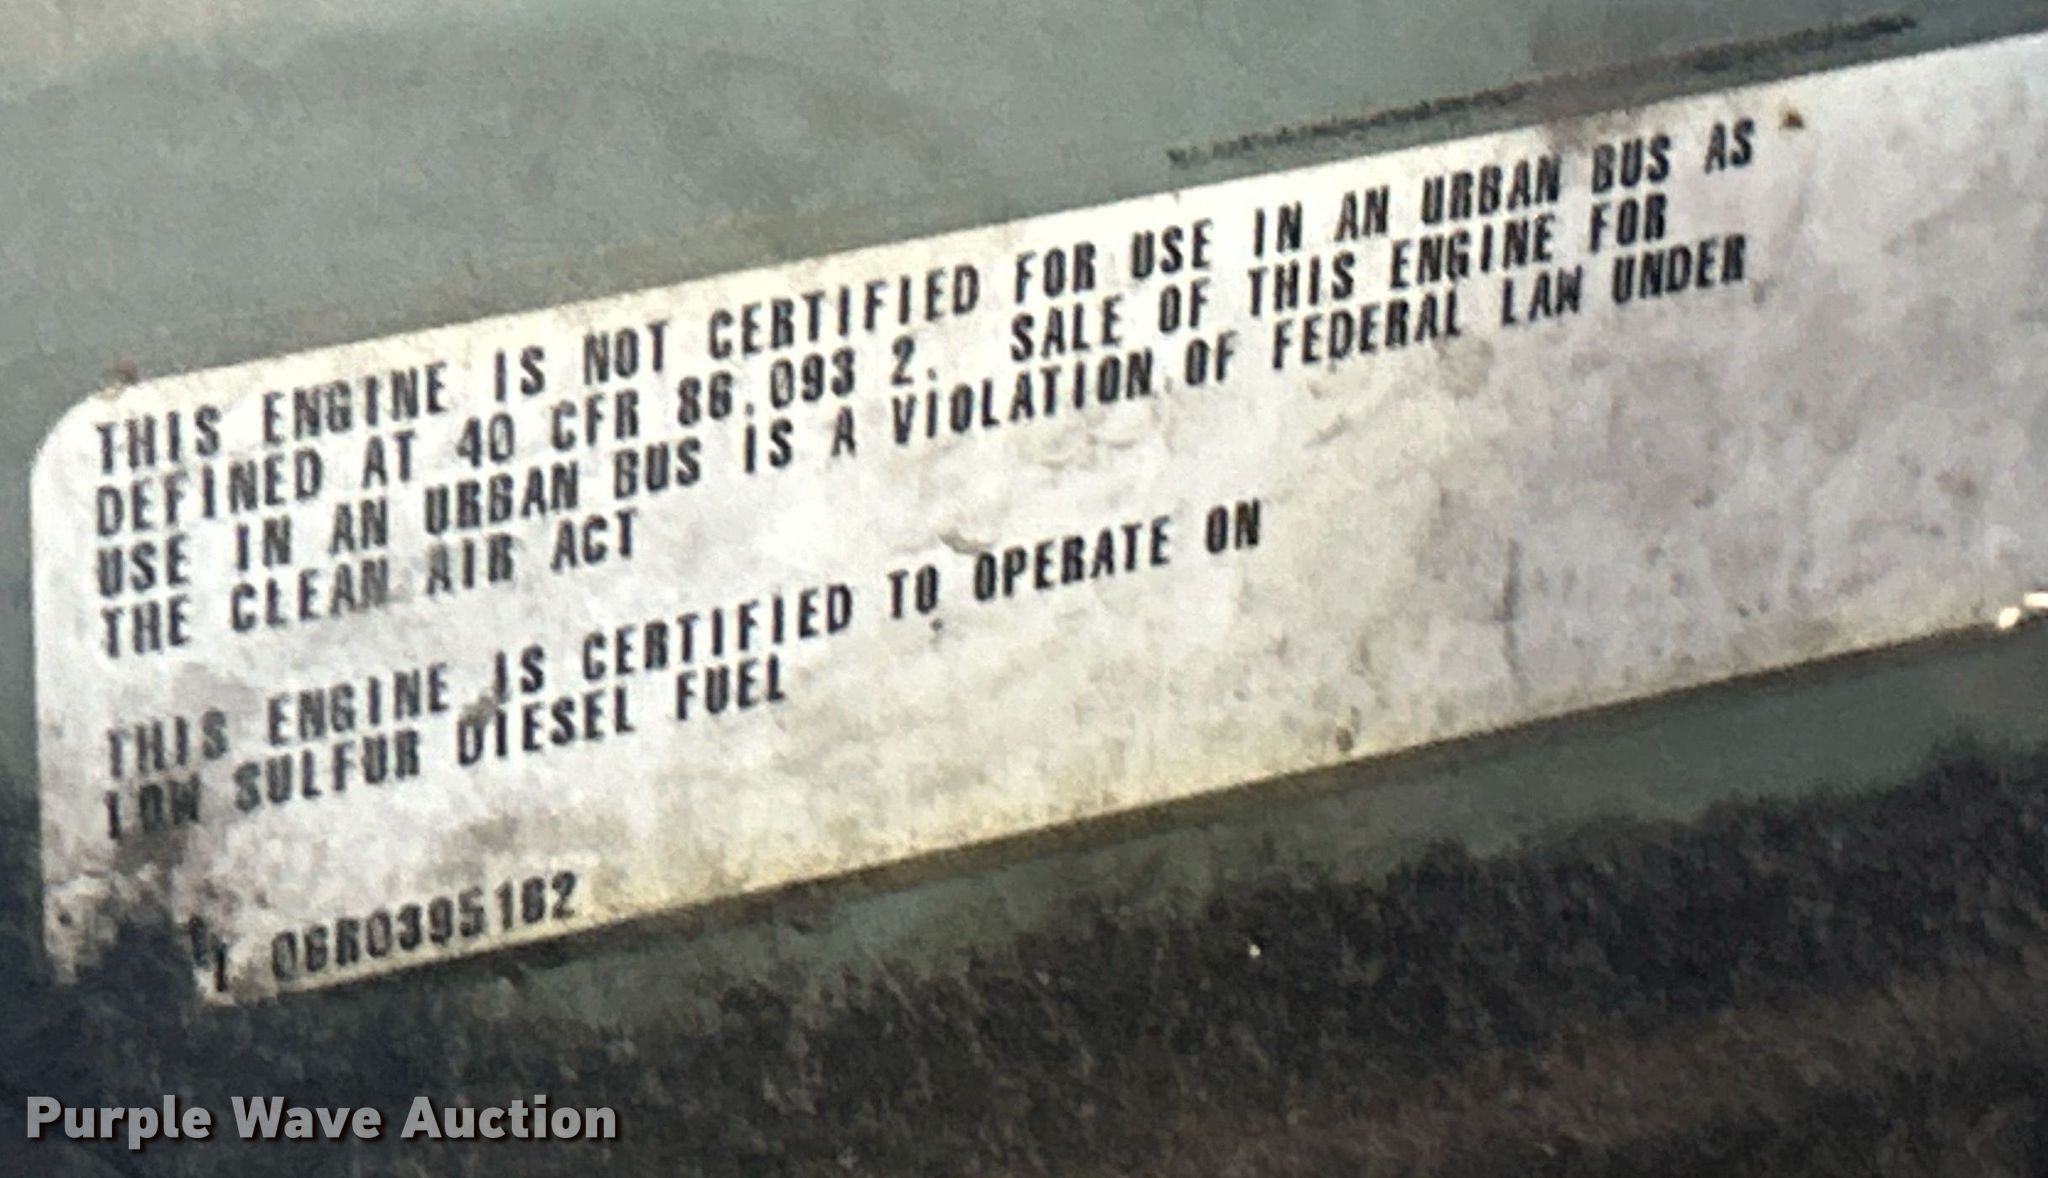 THIS ENGINE IS NOT CERTIFIED FOR USE IN AN URBAN BUS AS
DEFINED AT 40 CFR 86.093 2. SALE OF THIS ENGINE FOR
USE IN AN URBAN BUS IS A VIOLATION OF FEDERAL LAW UNDER
THE CLEAN AIR ACT
THIS ENGINE IS CERTIFIED TO OPERATE ON
LOW SULFUR DIESEL FUEL
06R0395162
Purple Wave Auction